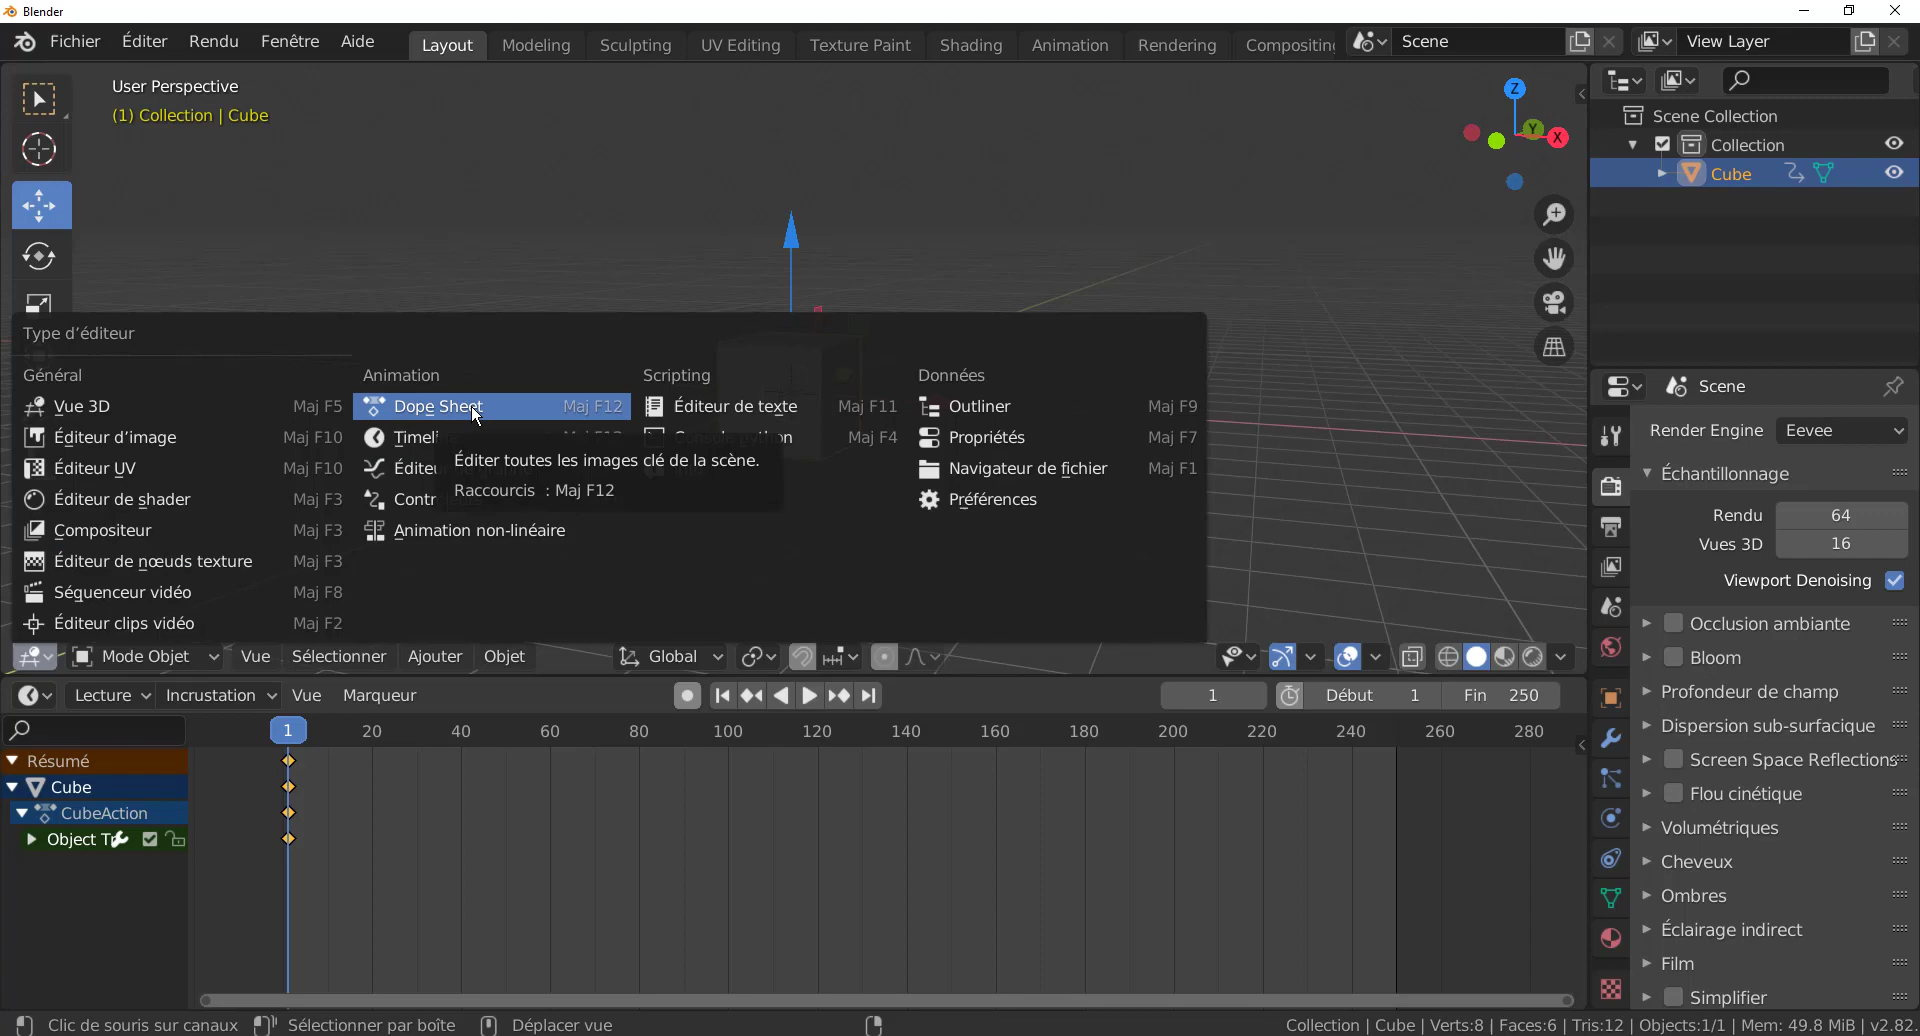 Blender
Fichier Éditer Rendu Fenêtre Aide Layout Modeling Sculpting UV Editing Texture Paint Shading Animation Rendering Compositing Scene View Layer
User Perspective
(1) Collection | Cube
Z
Y
X
Scene Collection
Collection
Cube
Type d'éditeur
Général Animation Scripting Données
Vue 3D Maj F5 Dope Sheet Maj F12 Éditeur de texte Maj F11 Outliner Maj F9
Éditeur d'image Maj F10 Maj F12 Console python Maj F4 Propriétés Maj F7
Éditeur UV Maj F10 Navigateur de fichier Maj F1
Éditeur de shader Maj F3 Préférences
Compositeur Maj F3 Animation non-linéaire
Éditeur de nœuds texture Maj F3
Séquenceur vidéo Maj F8
Éditeur clips vidéo Maj F2
Éditer toutes les images clé de la scène.
Raccourcis : Maj F12
Mode Objet Vue Sélectionner Ajouter Objet Global
Lecture Incrustation Vue Marqueur 1 Début 1 Fin 250
1 20 40 60 80 100 120 140 160 180 200 220 240 260 280
Résumé
Cube
CubeAction
Object Tr
Scene
Render Engine Eevee
Échantillonnage
Rendu 64
Vues 3D 16
Viewport Denoising
Occlusion ambiante
Bloom
Profondeur de champ
Dispersion sub-surfacique
Screen Space Reflections
Flou cinétique
Volumétriques
Cheveux
Ombres
Éclairage indirect
Film
Simplifier
Clic de souris sur canaux Sélectionner par boîte Déplacer vue Collection | Cube | Verts:8 | Faces:6 | Tris:12 | Objects:1/1 | Mem: 49.8 MiB | v2.82.